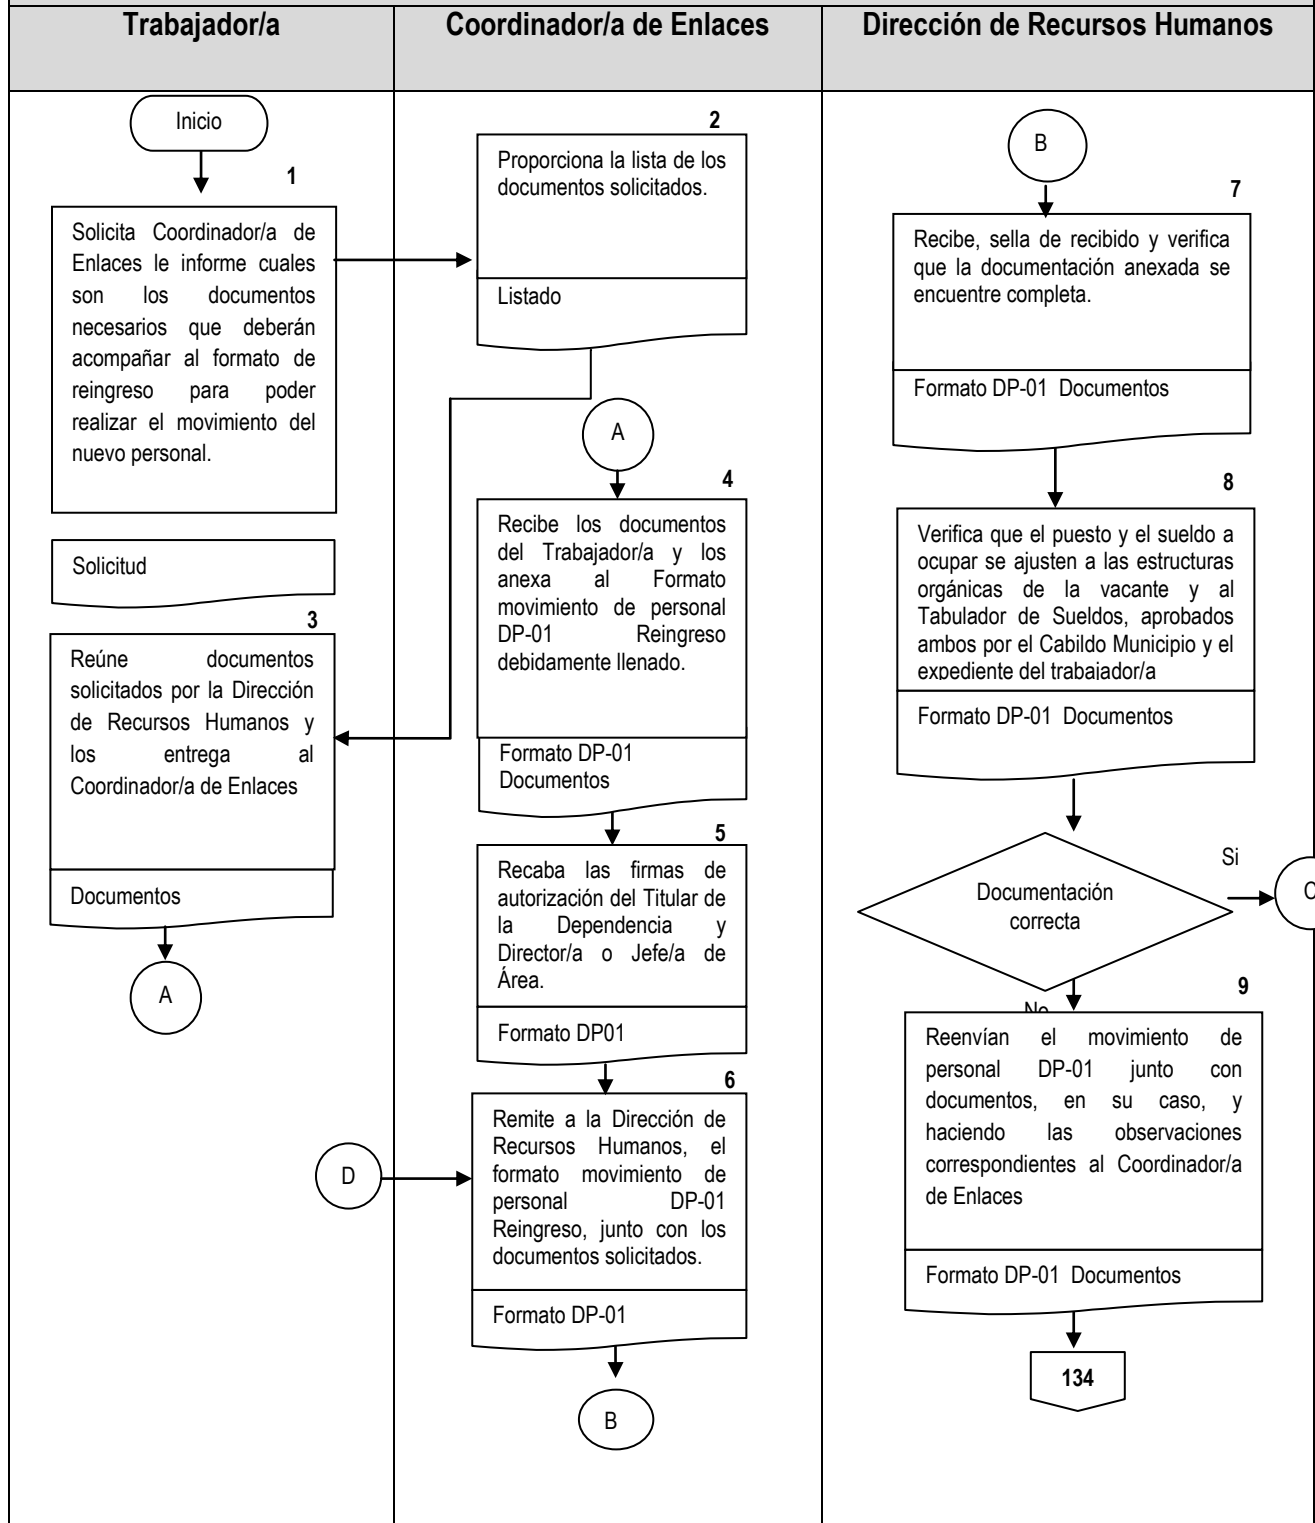 Trabajador/a
Coordinador/a de Enlaces
Dirección de Recursos Humanos
Inicio
1
Solicita Coordinador/a de
Enlaces le informe cuales
son los documentos
necesarios que deberán
acompañar al formato de
reingreso para poder
realizar el movimiento del
nuevo personal.
Solicitud
3
Reúne documentos
solicitados por la Dirección
de Recursos Humanos y
los entrega al
Coordinador/a de Enlaces
Documentos
A
2
Proporciona la lista de los
documentos solicitados.
Listado
A
4
Recibe los documentos
del Trabajador/a y los
anexa al Formato
movimiento de personal
DP-01 Reingreso
debidamente llenado.
Formato DP-01
Documentos
5
Recaba las firmas de
autorización del Titular de
la Dependencia y
Director/a o Jefe/a de
Área.
Formato DP01
6
D
Remite a la Dirección de
Recursos Humanos, el
formato movimiento de
personal DP-01
Reingreso, junto con los
documentos solicitados.
Formato DP-01
B
B
7
Recibe, sella de recibido y verifica
que la documentación anexada se
encuentre completa.
Formato DP-01 Documentos
8
Verifica que el puesto y el sueldo a
ocupar se ajusten a las estructuras
orgánicas de la vacante y al
Tabulador de Sueldos, aprobados
ambos por el Cabildo Municipio y el
expediente del trabajador/a
Formato DP-01 Documentos
Documentación
correcta
Si
C
No
9
Reenvían el movimiento de
personal DP-01 junto con
documentos, en su caso, y
haciendo las observaciones
correspondientes al Coordinador/a
de Enlaces
Formato DP-01 Documentos
134